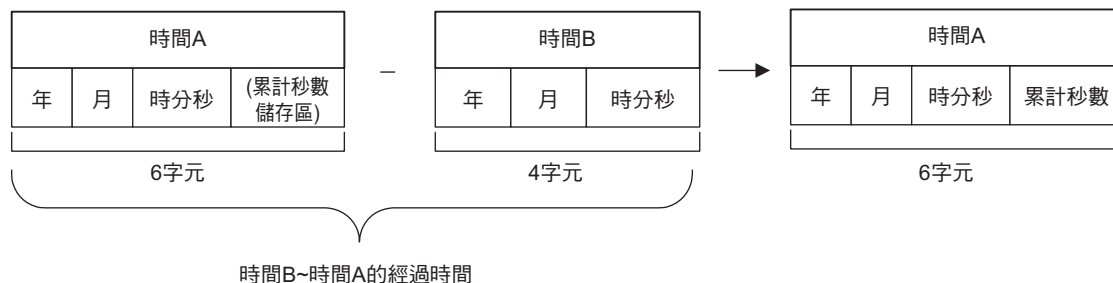 時間A
年 月 時分秒 (累計秒數
儲存區)
6字元
－
時間B
年 月 時分秒
4字元
時間A
年 月 時分秒 累計秒數
6字元
時間B~時間A的經過時間